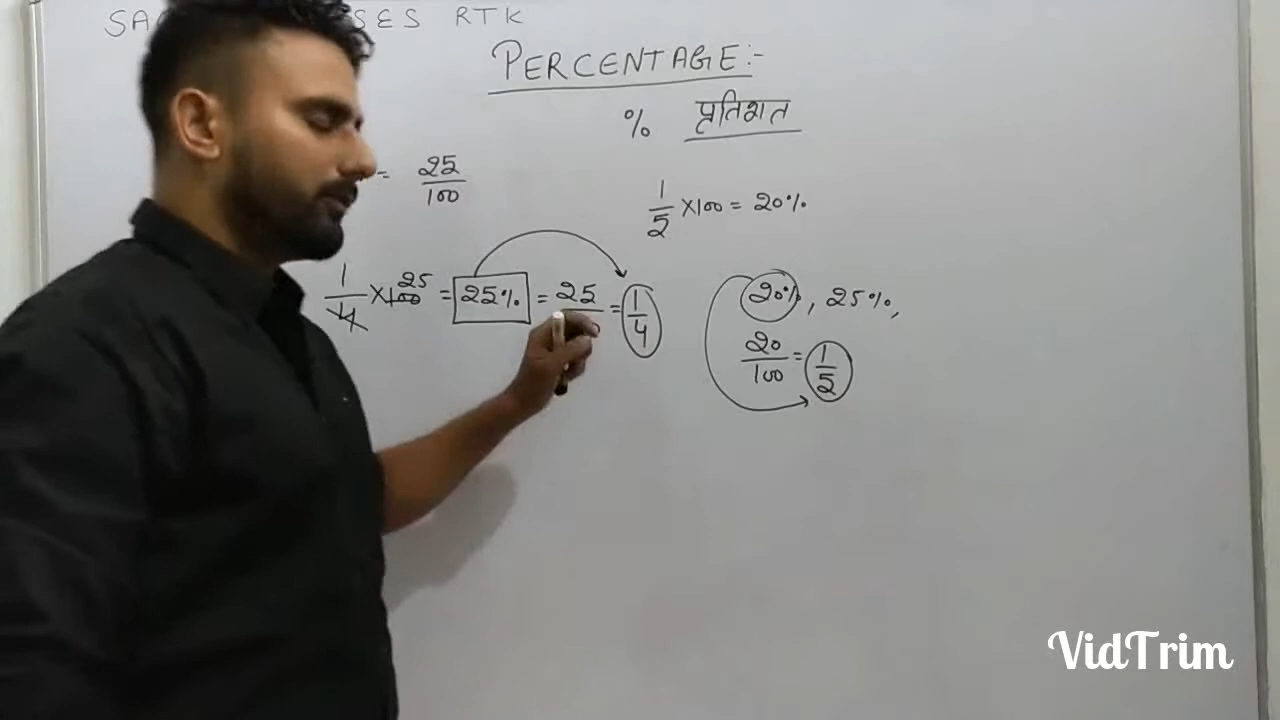 SES RTK
PERCENTAGE:-
% प्रतिशत
= 25/100
1/5 ×100 = 20%
1/4 ×100 25 = 25% = 25 = 1/4
20%, 25%,
20/100 = 1/5
VidTrim